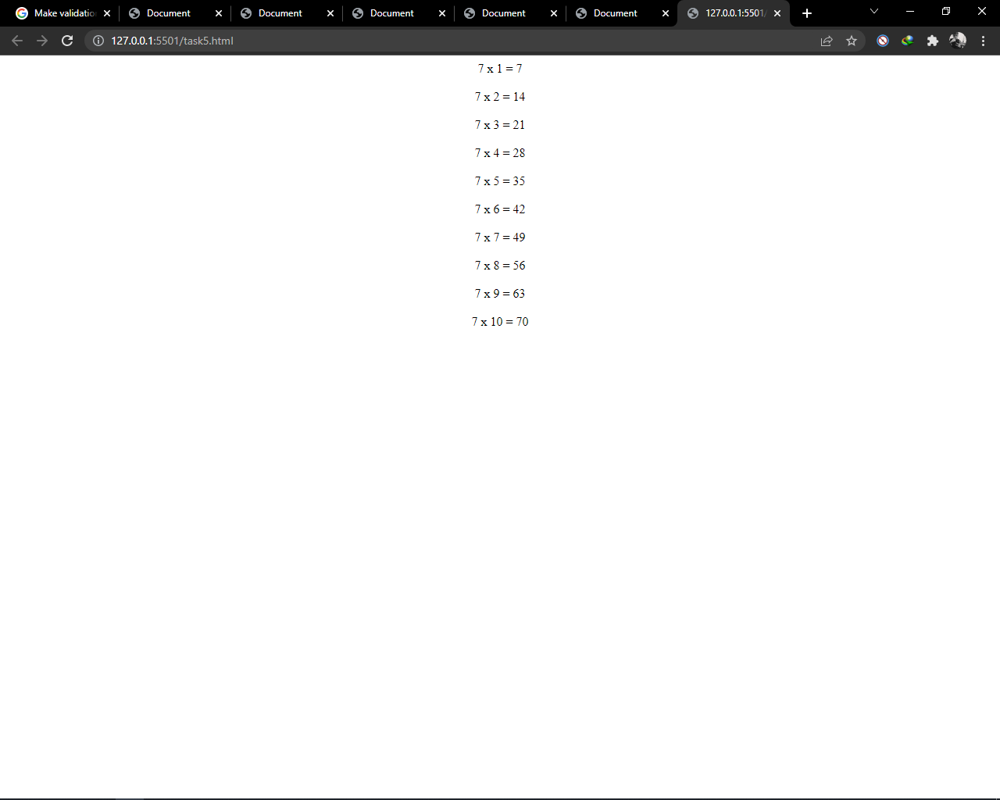 Make validatio
Document
Document
Document
Document
Document
127.0.0.1:5501/
127.0.0.1:5501/task5.html
7 x 1 = 7
7 x 2 = 14
7 x 3 = 21
7 x 4 = 28
7 x 5 = 35
7 x 6 = 42
7 x 7 = 49
7 x 8 = 56
7 x 9 = 63
7 x 10 = 70